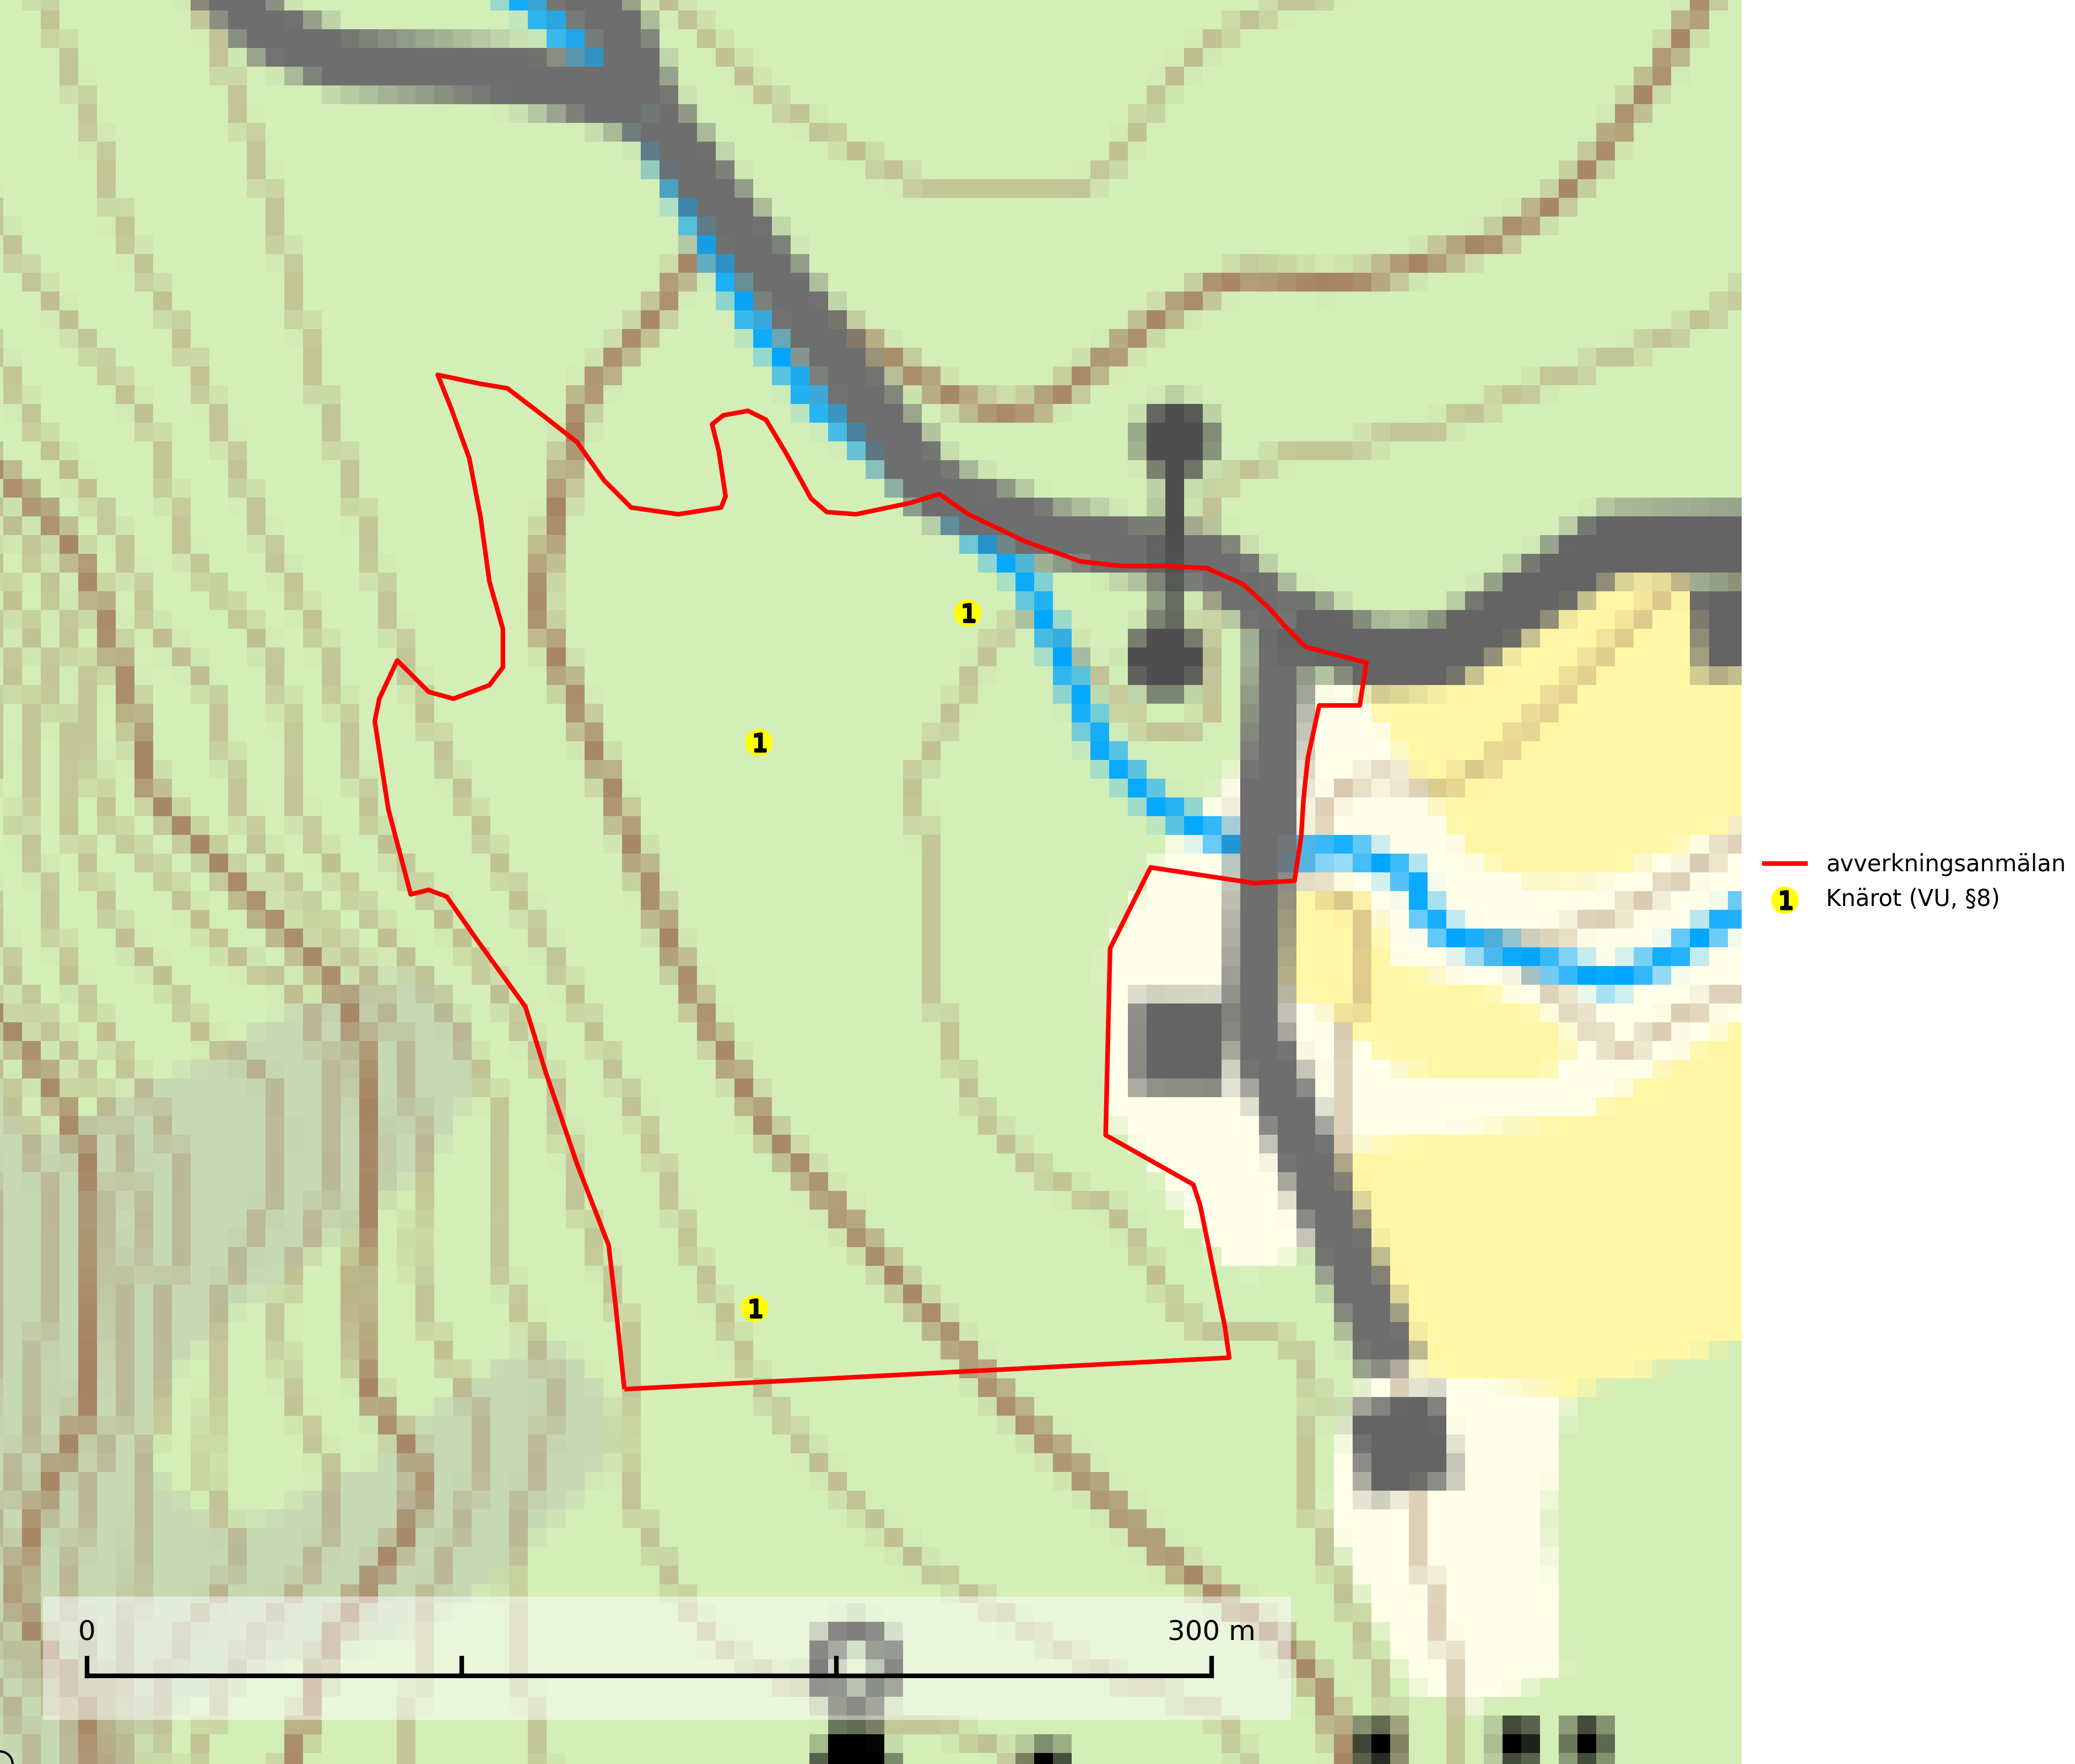 1
1
avverkningsanmälan
1 Knärot (VU, §8)
1
0 300 m